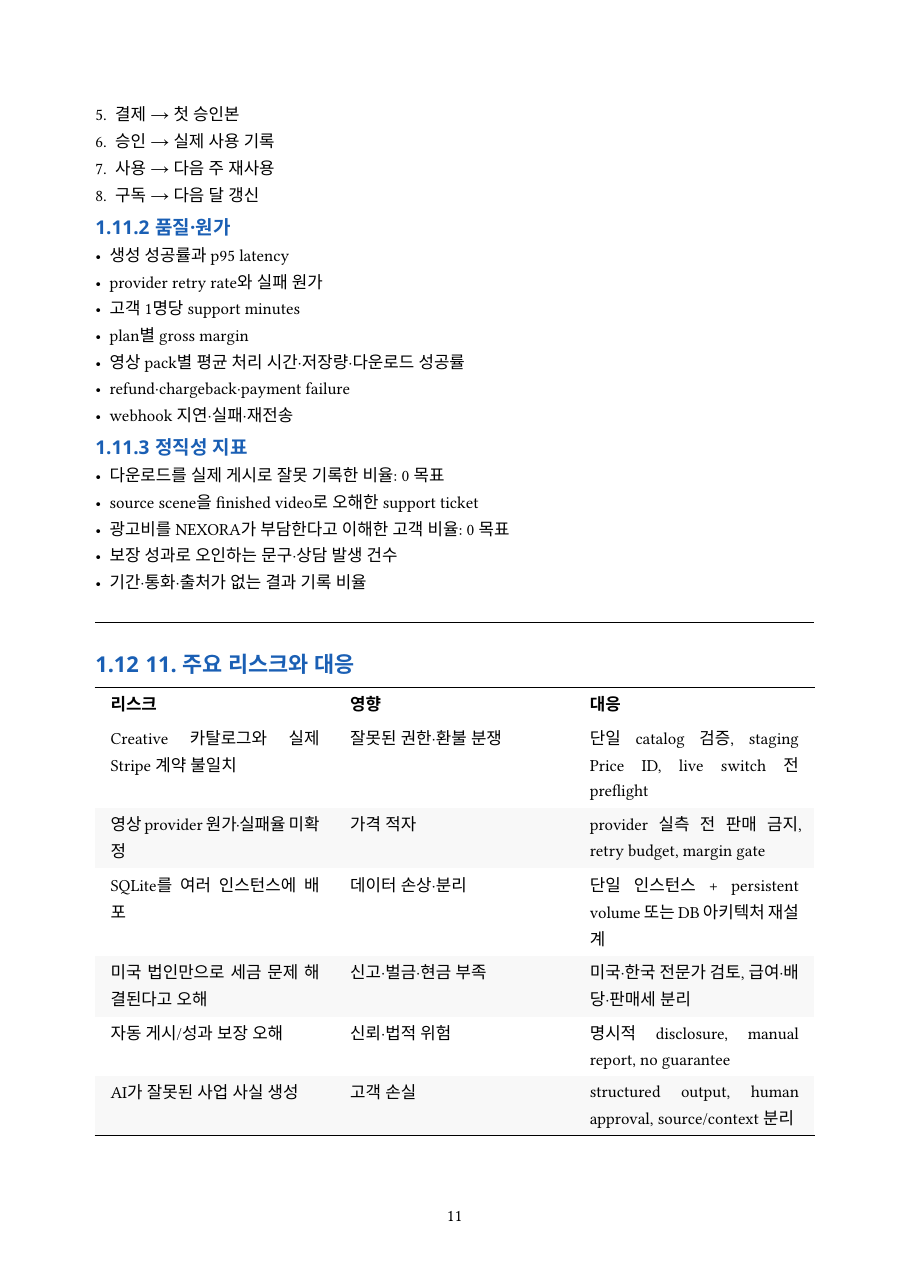 5. 결제 → 첫 승인본
6. 승인 → 실제 사용 기록
7. 사용 → 다음 주 재사용
8. 구독 → 다음 달 갱신
1.11.2 품질·원가
• 생성 성공률과 p95 latency
• provider retry rate와 실패 원가
• 고객 1명당 support minutes
• plan별 gross margin
• 영상 pack별 평균 처리 시간·저장량·다운로드 성공률
• refund·chargeback·payment failure
• webhook 지연·실패·재전송
1.11.3 정직성 지표
• 다운로드를 실제 게시로 잘못 기록한 비율: 0 목표
• source scene을 finished video로 오해한 support ticket
• 광고비를 NEXORA가 부담한다고 이해한 고객 비율: 0 목표
• 보장 성과로 오인하는 문구·상담 발생 건수
• 기간·통화·출처가 없는 결과 기록 비율
1.12 11. 주요 리스크와 대응
리스크 영향 대응
Creative 카탈로그와 실제 잘못된 권한·환불 분쟁 단일 catalog 검증, staging
Stripe 계약 불일치 Price ID, live switch 전
preflight
영상 provider 원가·실패율 미확 가격 적자 provider 실측 전 판매 금지,
정 retry budget, margin gate
SQLite를 여러 인스턴스에 배 데이터 손상·분리 단일 인스턴스 + persistent
포 volume 또는 DB 아키텍처 재설
계
미국 법인만으로 세금 문제 해 신고·벌금·현금 부족 미국·한국 전문가 검토, 급여·배
결된다고 오해 당·판매세 분리
자동 게시/성과 보장 오해 신뢰·법적 위험 명시적 disclosure, manual
report, no guarantee
AI가 잘못된 사업 사실 생성 고객 손실 structured output, human
approval, source/context 분리
11